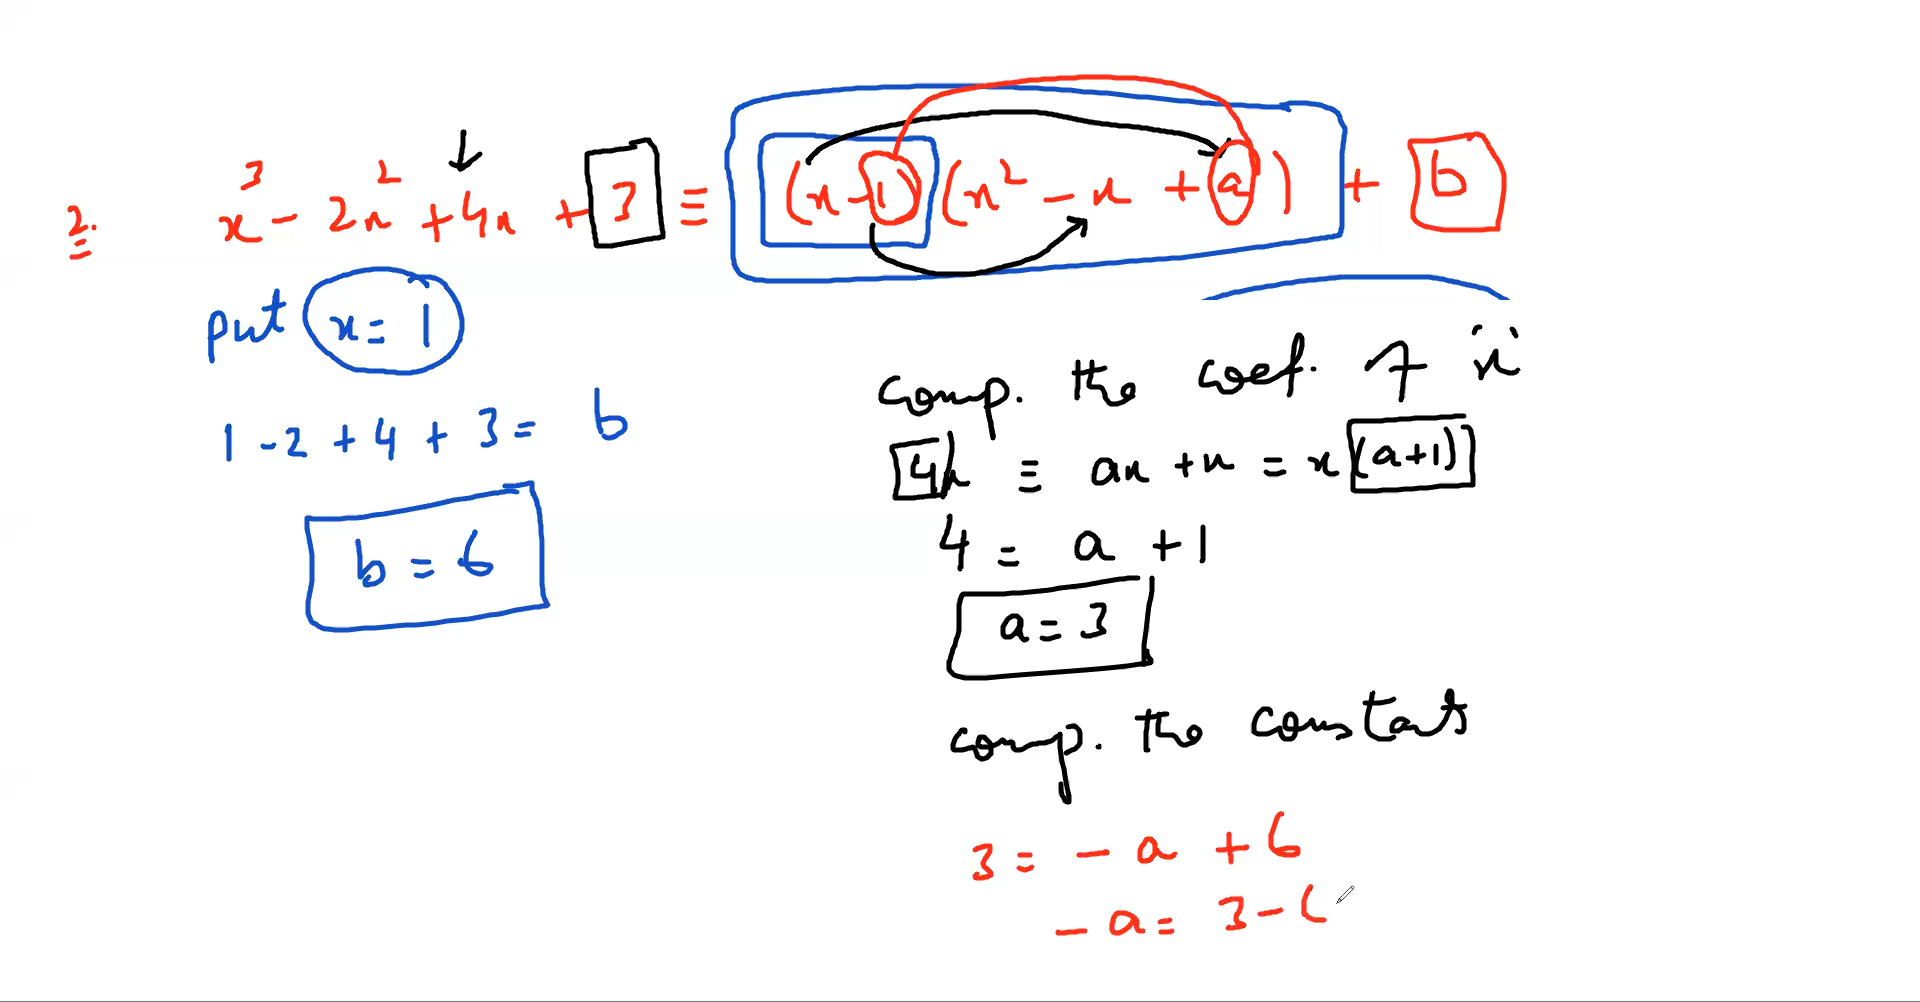 2. x³ - 2x² + 4x + 3 ≡ (x - 1) (x² - x + a) + b
put x = 1
1 - 2 + 4 + 3 = b
b = 6
comp. the coef. of "x"
4x ≡ ax + x = x (a+1)
4 = a + 1
a = 3
comp. the constants
3 = - a + 6
- a = 3 - (